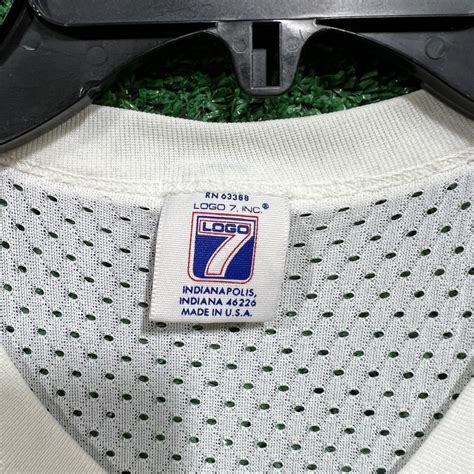 RN 63388
LOGO 7, INC.®
LOGO
7
INDIANAPOLIS,
INDIANA 46226
MADE IN U.S.A.